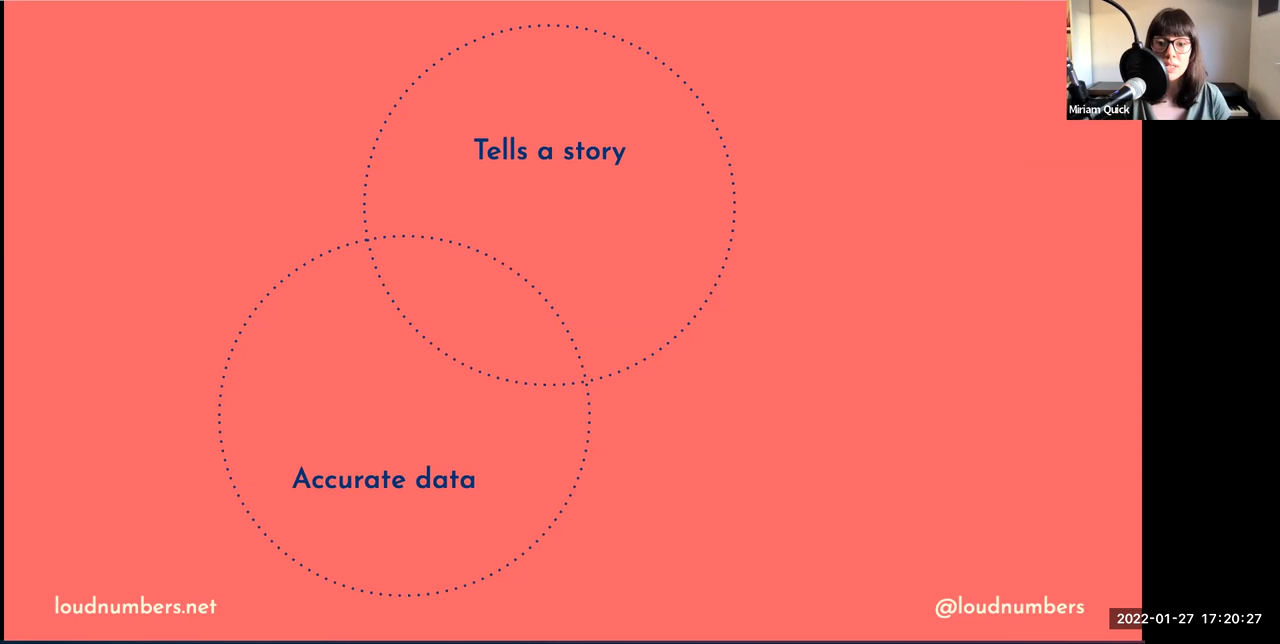 Tells a story
Miriam Quick
Accurate data
loudnumbers.net
@loudnumbers
2022-01-27 17:20:27